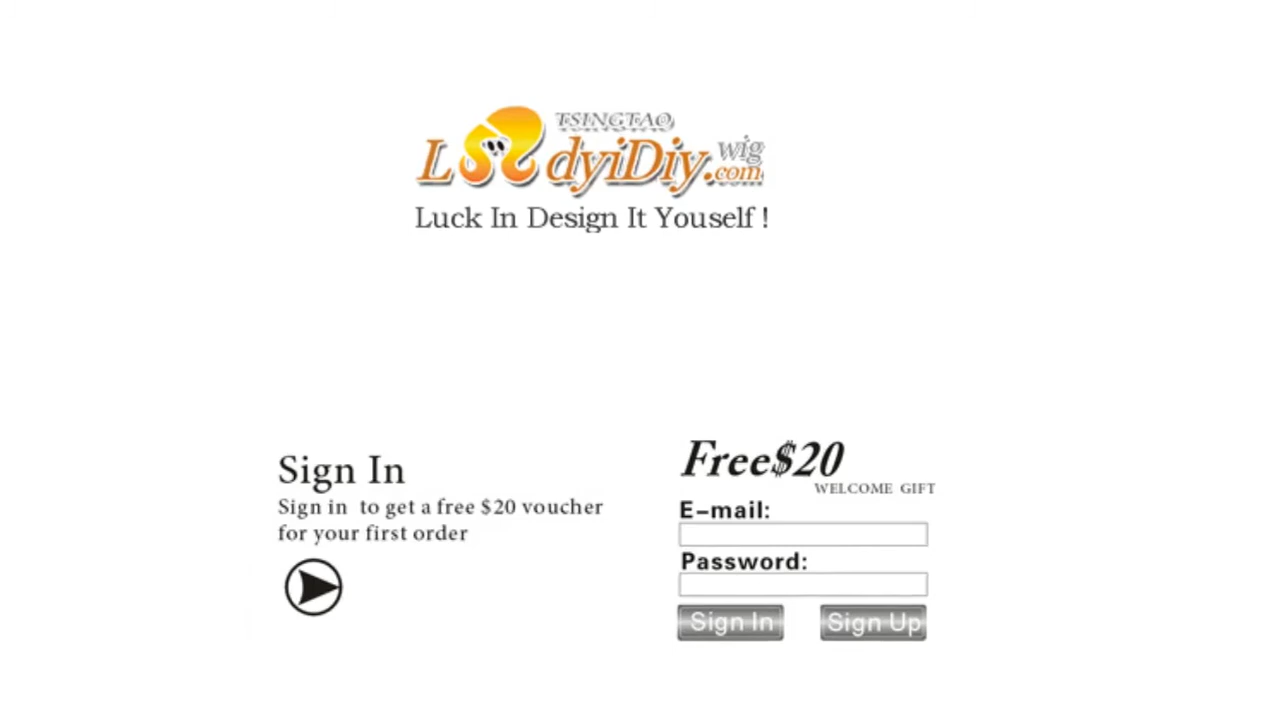 TSINGTAO
LadyiDiy.com
wig
Luck In Design It Youself !
Sign In
Sign in to get a free $20 voucher
for your first order
Free$20
WELCOME GIFT
E-mail:
Password:
Sign In
Sign Up